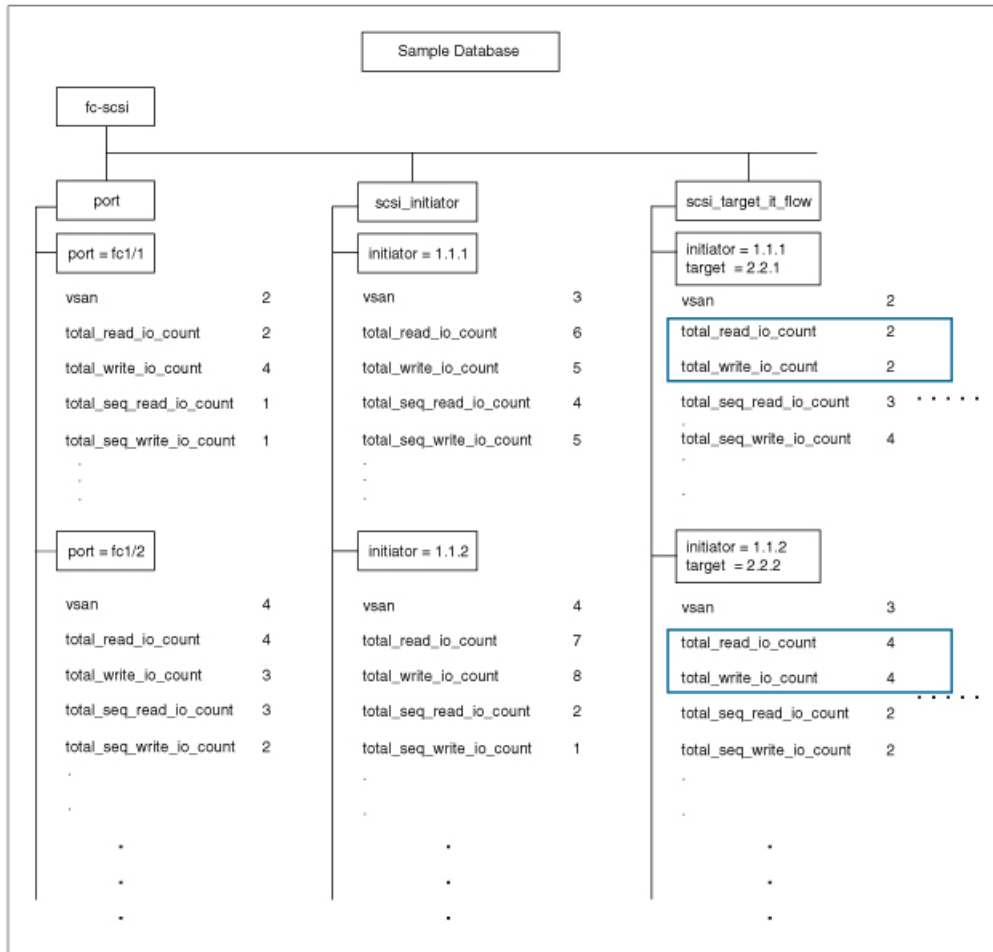 Sample Database
fc-scsi
port
port = fc1/1
vsan 2
total_read_io_count 2
total_write_io_count 4
total_seq_read_io_count 1
total_seq_write_io_count 1
port = fc1/2
vsan 4
total_read_io_count 4
total_write_io_count 3
total_seq_read_io_count 3
total_seq_write_io_count 2
scsi_initiator
initiator = 1.1.1
vsan 3
total_read_io_count 6
total_write_io_count 5
total_seq_read_io_count 4
total_seq_write_io_count 5
initiator = 1.1.2
vsan 4
total_read_io_count 7
total_write_io_count 8
total_seq_read_io_count 2
total_seq_write_io_count 1
scsi_target_it_flow
initiator = 1.1.1
target = 2.2.1
vsan 2
total_read_io_count 2
total_write_io_count 2
total_seq_read_io_count 3
total_seq_write_io_count 4
initiator = 1.1.2
target = 2.2.2
vsan 3
total_read_io_count 4
total_write_io_count 4
total_seq_read_io_count 2
total_seq_write_io_count 2